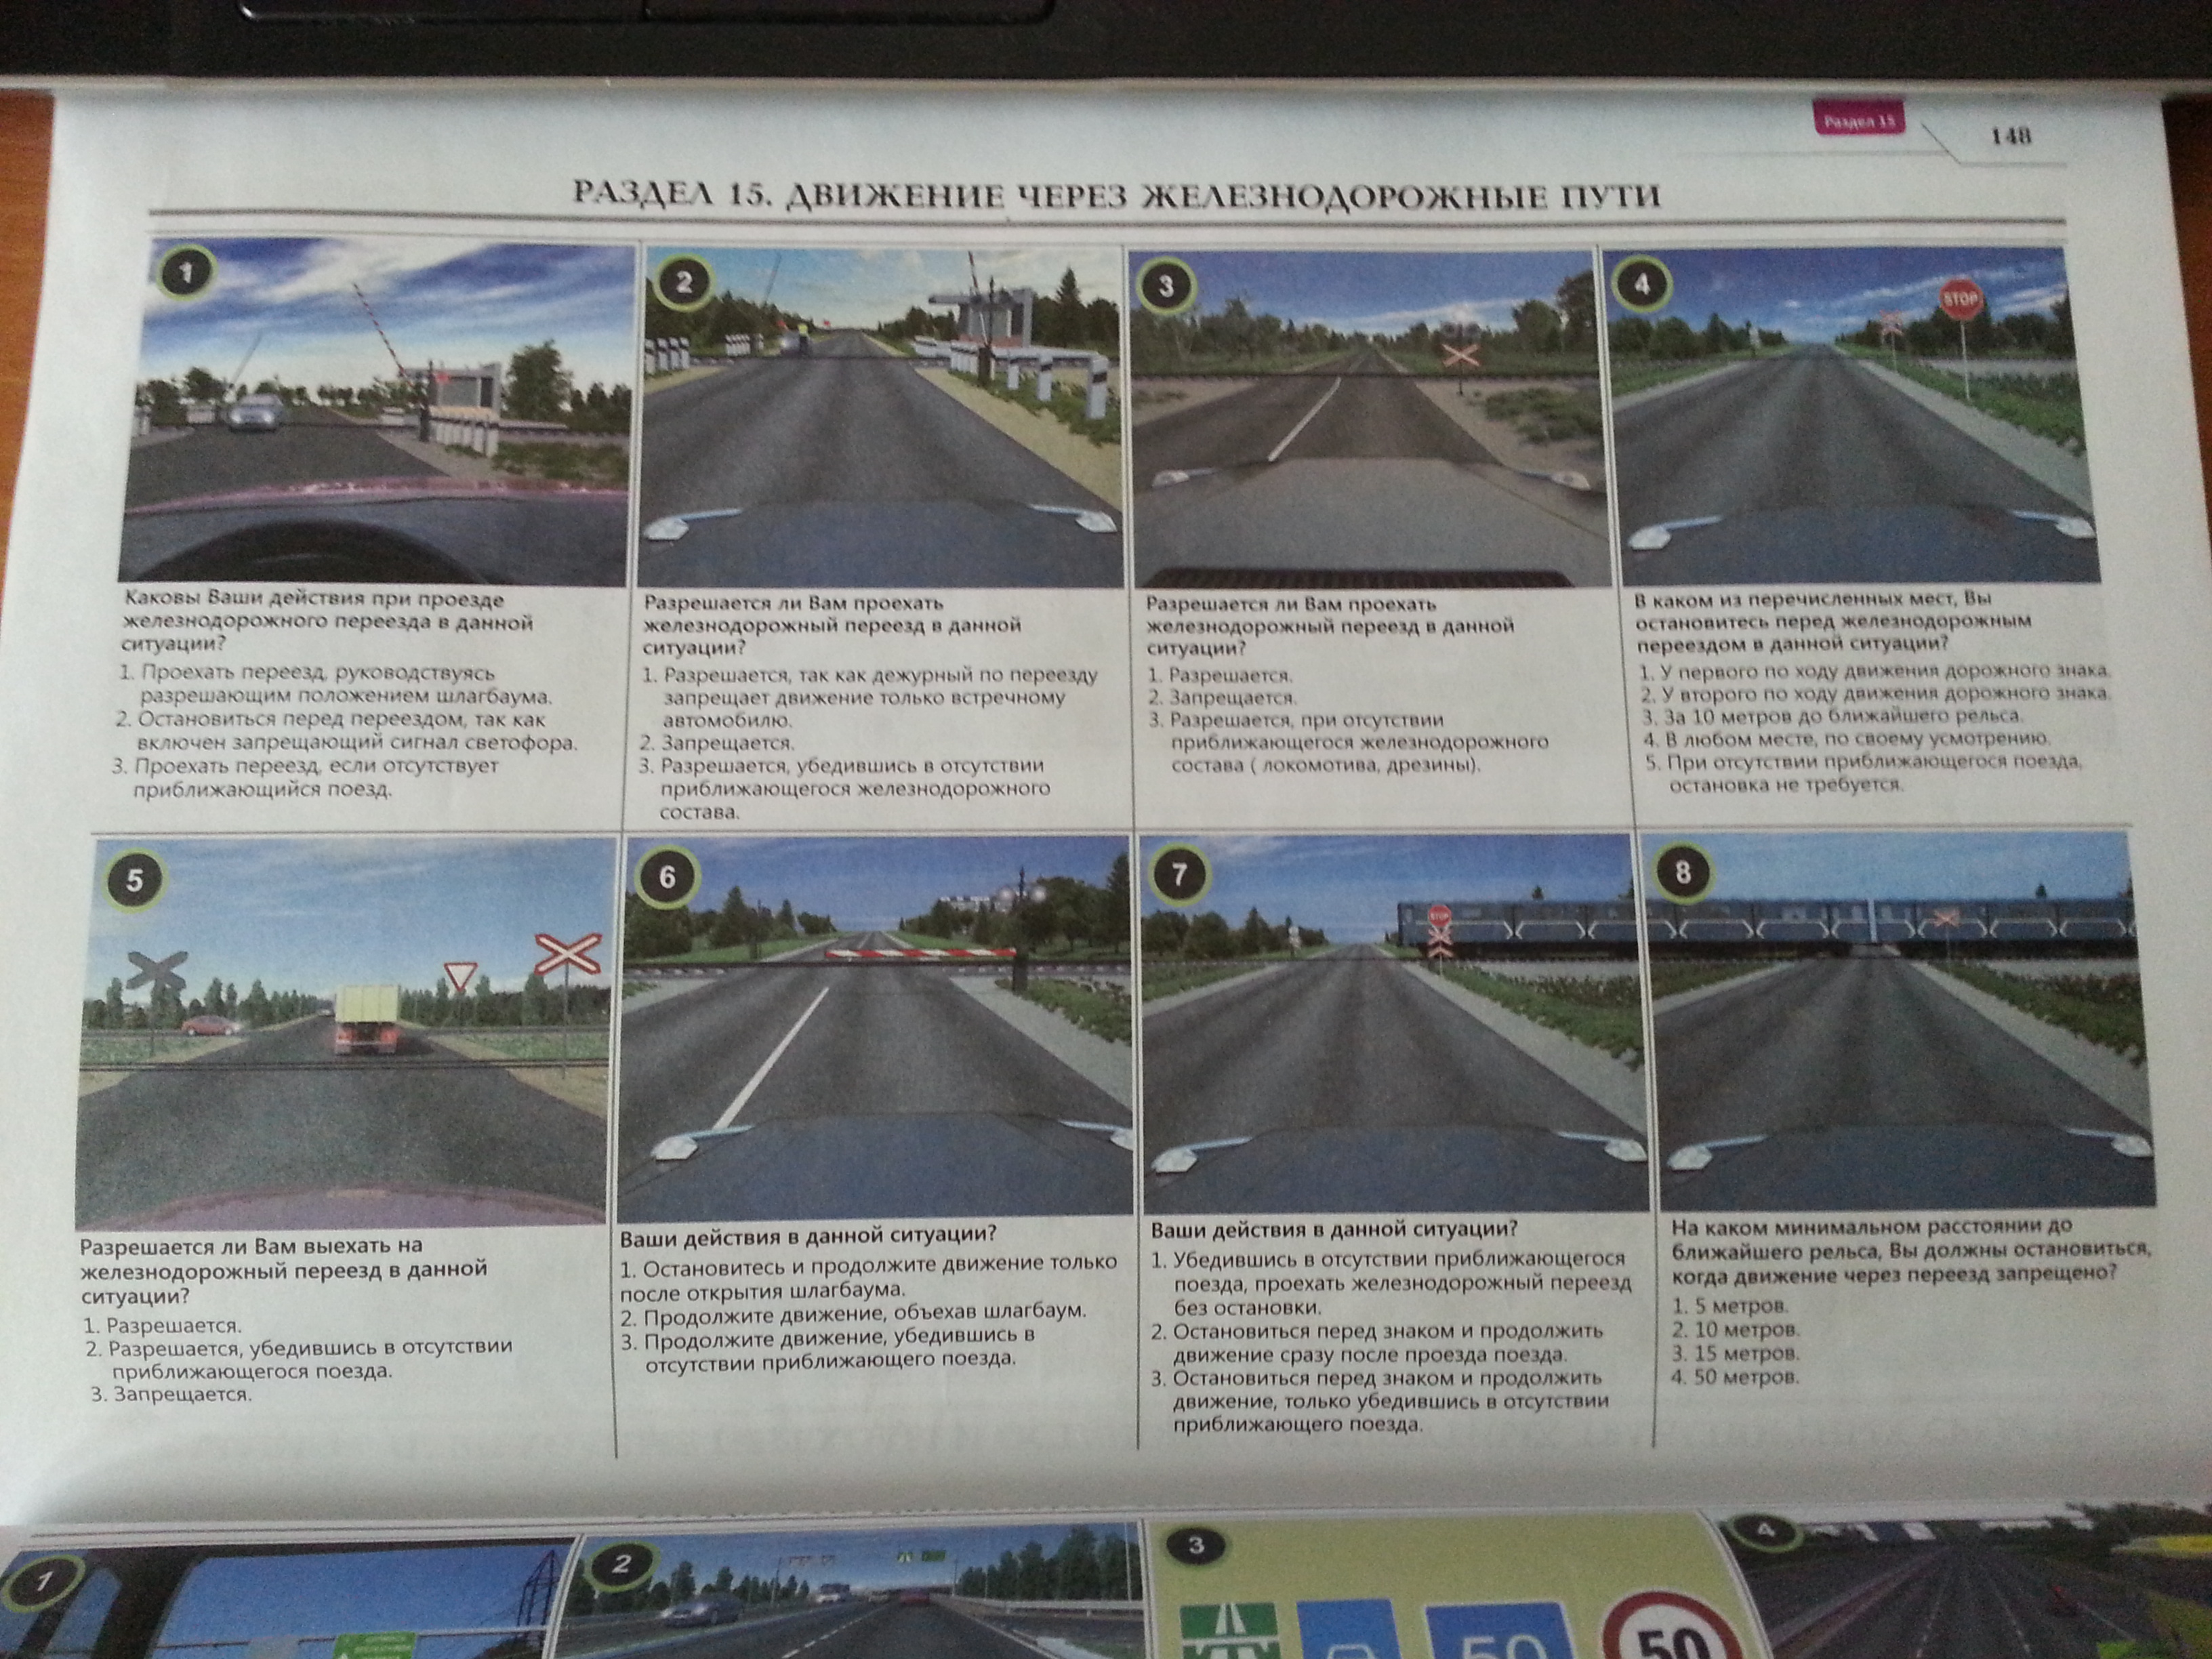 Раздел 15
148
РАЗДЕЛ 15. ДВИЖЕНИЕ ЧЕРЕЗ ЖЕЛЕЗНОДОРОЖНЫЕ ПУТИ
1
Каковы Ваши действия при проезде
железнодорожного переезда в данной
ситуации?
1. Проехать переезд, руководствуясь
разрешающим положением шлагбаума.
2. Остановиться перед переездом, так как
включен запрещающий сигнал светофора.
3. Проехать переезд, если отсутствует
приближающийся поезд.
2
Разрешается ли Вам проехать
железнодорожный переезд в данной
ситуации?
1. Разрешается, так как дежурный по переезду
запрещает движение только встречному
автомобилю.
2. Запрещается.
3. Разрешается, убедившись в отсутствии
приближающегося железнодорожного
состава.
3
Разрешается ли Вам проехать
железнодорожный переезд в данной
ситуации?
1. Разрешается.
2. Запрещается.
3. Разрешается, при отсутствии
приближающегося железнодорожного
состава ( локомотива, дрезины).
4
STOP
В каком из перечисленных мест, Вы
остановитесь перед железнодорожным
переездом в данной ситуации?
1. У первого по ходу движения дорожного знака.
2. У второго по ходу движения дорожного знака.
3. За 10 метров до ближайшего рельса.
4. В любом месте, по своему усмотрению.
5. При отсутствии приближающегося поезда,
остановка не требуется.
5
Разрешается ли Вам выехать на
железнодорожный переезд в данной
ситуации?
1. Разрешается.
2. Разрешается, убедившись в отсутствии
приближающегося поезда.
3. Запрещается.
6
Ваши действия в данной ситуации?
1. Остановитесь и продолжите движение только
после открытия шлагбаума.
2. Продолжите движение, объехав шлагбаум.
3. Продолжите движение, убедившись в
отсутствии приближающего поезда.
7
STOP
Ваши действия в данной ситуации?
1. Убедившись в отсутствии приближающегося
поезда, проехать железнодорожный переезд
без остановки.
2. Остановиться перед знаком и продолжить
движение сразу после проезда поезда.
3. Остановиться перед знаком и продолжить
движение, только убедившись в отсутствии
приближающего поезда.
8
На каком минимальном расстоянии до
ближайшего рельса, Вы должны остановиться,
когда движение через переезд запрещено?
1. 5 метров.
2. 10 метров.
3. 15 метров.
4. 50 метров.
1
2
3
50
50
4